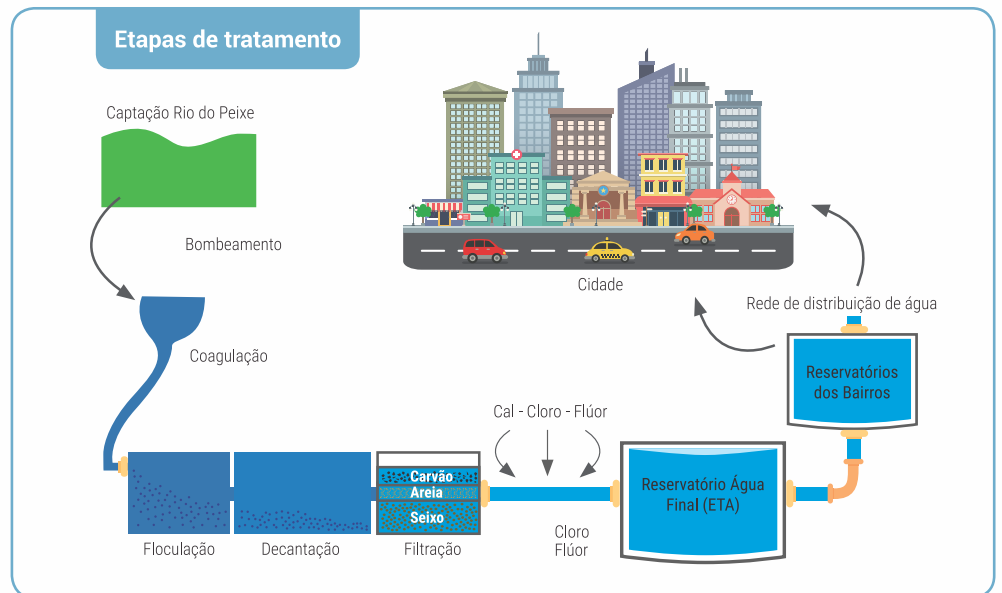 Etapas de tratamento
Captação Rio do Peixe
Bombeamento
Coagulação
Cidade
Rede de distribuição de água
Reservatórios
dos Bairros
Cal - Cloro - Flúor
Carvão
Areia
Seixo
Reservatório Água
Final (ETA)
Cloro
Flúor
Floculação
Decantação
Filtração